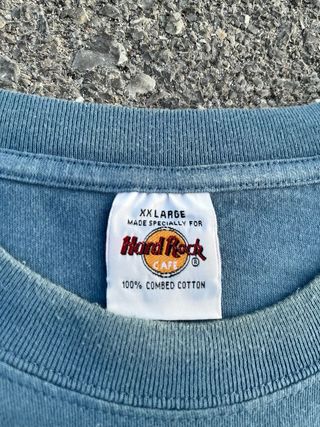 XX LARGE
MADE SPECIALLY FOR
Hard Rock
CAFE
®
100% COMBED COTTON